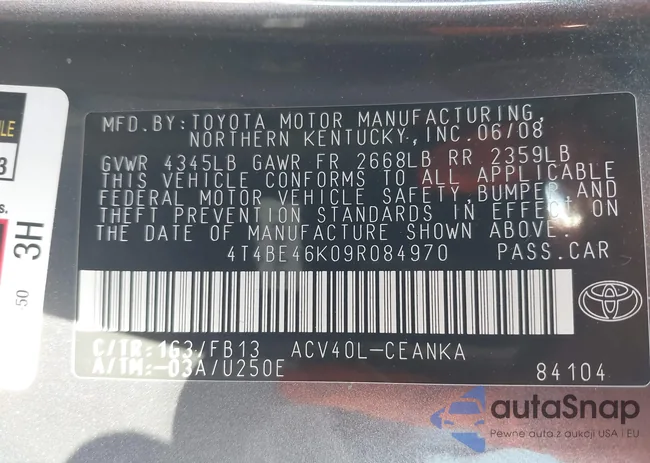 MFD. BY: TOYOTA MOTOR MANUFACTURING,
NORTHERN KENTUCKY, INC. 06/08
GVWR 4345LB GAWR FR 2668LB RR 2359LB
THIS VEHICLE CONFORMS TO ALL APPLICABLE
FEDERAL MOTOR VEHICLE SAFETY, BUMPER, AND
THEFT PREVENTION STANDARDS IN EFFECT ON
THE DATE OF MANUFACTURE SHOWN ABOVE.
4T4BE46K09R084970 PASS. CAR
C/TR: 1G3/FB13 ACV40L-CEANKA
A/TM: -03A/U250E 84104
3H
50
autaSnap
Pewne auta z aukcji USA | EU